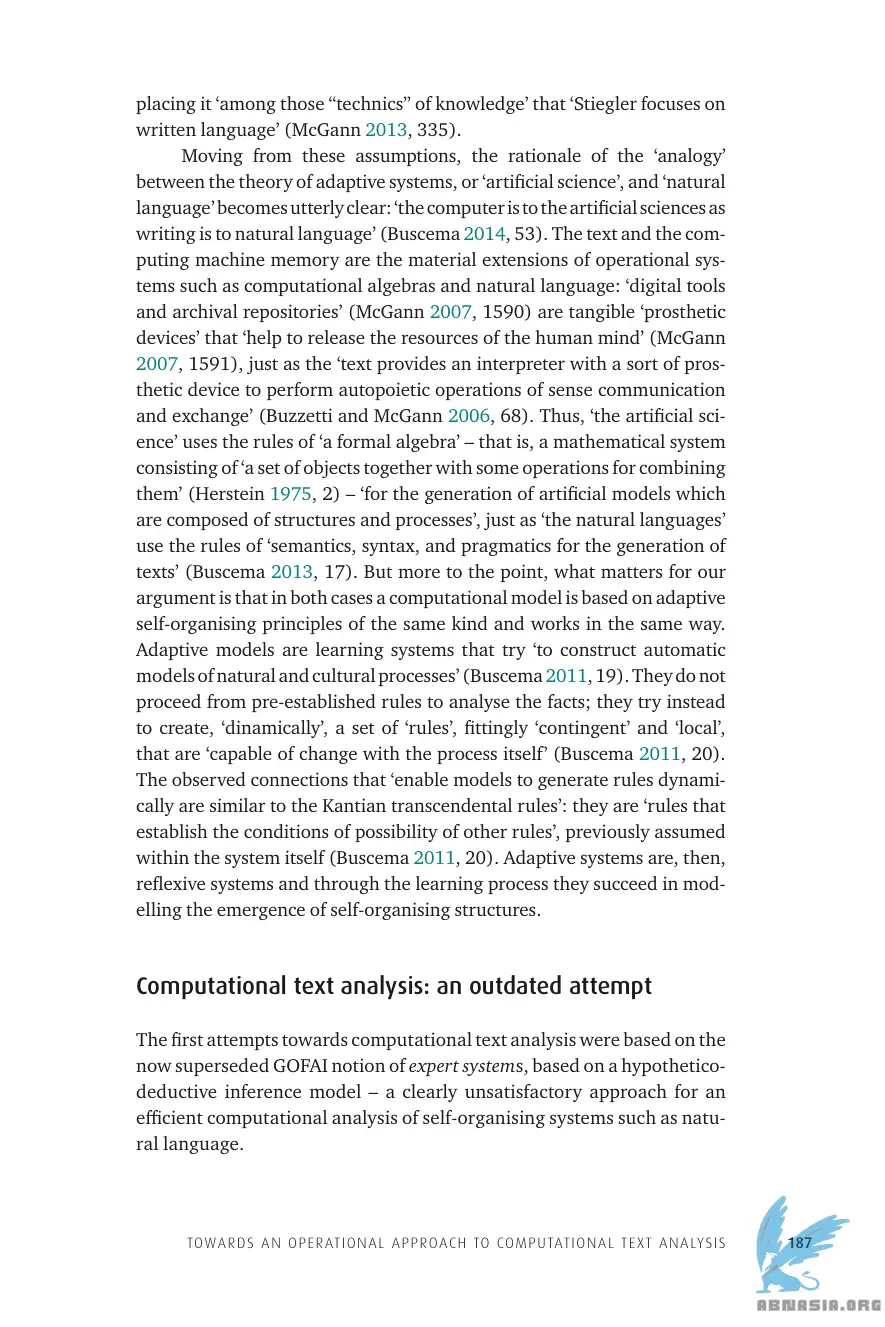 placing it ‘among those “technics” of knowledge’ that ‘Stiegler focuses on
written language’ (McGann 2013, 335).
Moving from these assumptions, the rationale of the ‘analogy’
between the theory of adaptive systems, or ‘artificial science’, and ‘natural
language’ becomes utterly clear: ‘the computer is to the artificial sciences as
writing is to natural language’ (Buscema 2014, 53). The text and the com-
puting machine memory are the material extensions of operational sys-
tems such as computational algebras and natural language: ‘digital tools
and archival repositories’ (McGann 2007, 1590) are tangible ‘prosthetic
devices’ that ‘help to release the resources of the human mind’ (McGann
2007, 1591), just as the ‘text provides an interpreter with a sort of pros-
thetic device to perform autopoietic operations of sense communication
and exchange’ (Buzzetti and McGann 2006, 68). Thus, ‘the artificial sci-
ence’ uses the rules of ‘a formal algebra’ – that is, a mathematical system
consisting of ‘a set of objects together with some operations for combining
them’ (Herstein 1975, 2) – ‘for the generation of artificial models which
are composed of structures and processes’, just as ‘the natural languages’
use the rules of ‘semantics, syntax, and pragmatics for the generation of
texts’ (Buscema 2013, 17). But more to the point, what matters for our
argument is that in both cases a computational model is based on adaptive
self-organising principles of the same kind and works in the same way.
Adaptive models are learning systems that try ‘to construct automatic
models of natural and cultural processes’ (Buscema 2011, 19). They do not
proceed from pre-established rules to analyse the facts; they try instead
to create, ‘dinamically’, a set of ‘rules’, fittingly ‘contingent’ and ‘local’,
that are ‘capable of change with the process itself’ (Buscema 2011, 20).
The observed connections that ‘enable models to generate rules dynami-
cally are similar to the Kantian transcendental rules’: they are ‘rules that
establish the conditions of possibility of other rules’, previously assumed
within the system itself (Buscema 2011, 20). Adaptive systems are, then,
reflexive systems and through the learning process they succeed in mod-
elling the emergence of self-organising structures.
Computational text analysis: an outdated attempt
The first attempts towards computational text analysis were based on the
now superseded GOFAI notion of expert systems, based on a hypothetico-
deductive inference model – a clearly unsatisfactory approach for an
efficient computational analysis of self-organising systems such as natu-
ral language.
TOWARDS AN OPERATIONAL APPROACH TO COMPUTATIONAL TEXT ANALYSIS 187
ABNASIA.ORG